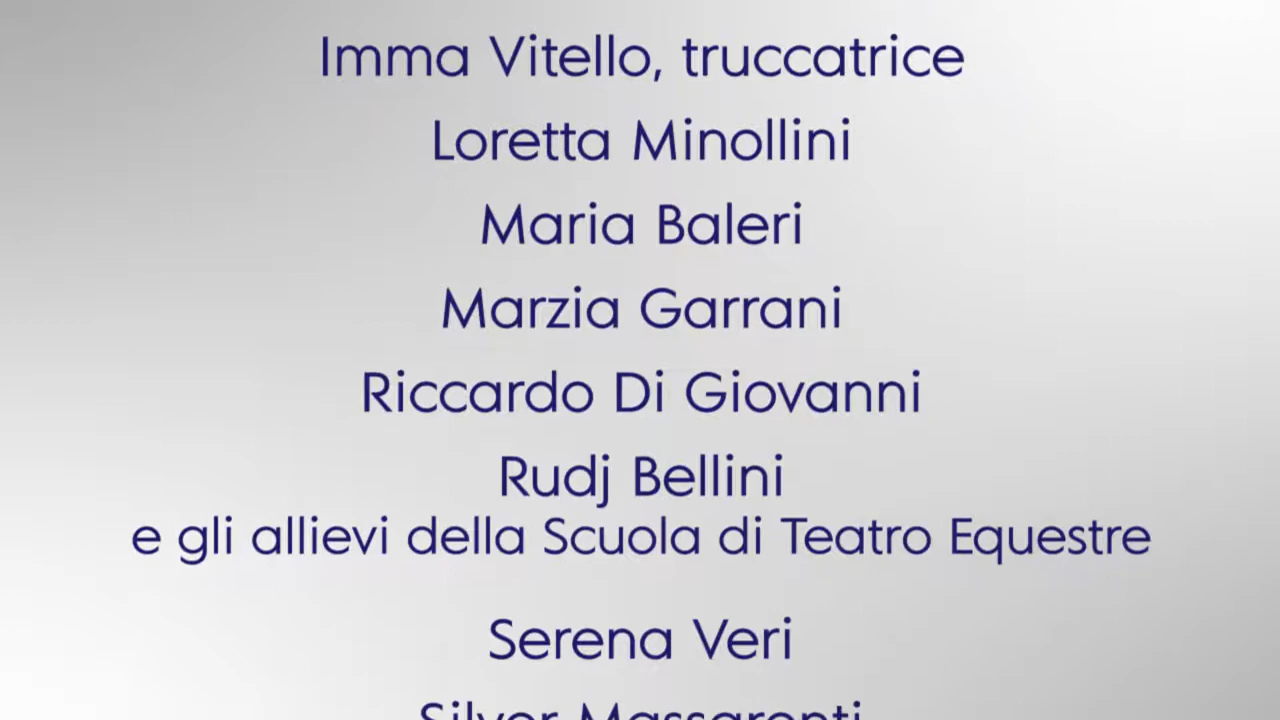 Imma Vitello, truccatrice
Loretta Minollini
Maria Baleri
Marzia Garrani
Riccardo Di Giovanni
Rudj Bellini
e gli allievi della Scuola di Teatro Equestre
Serena Veri
Silver Massarenti